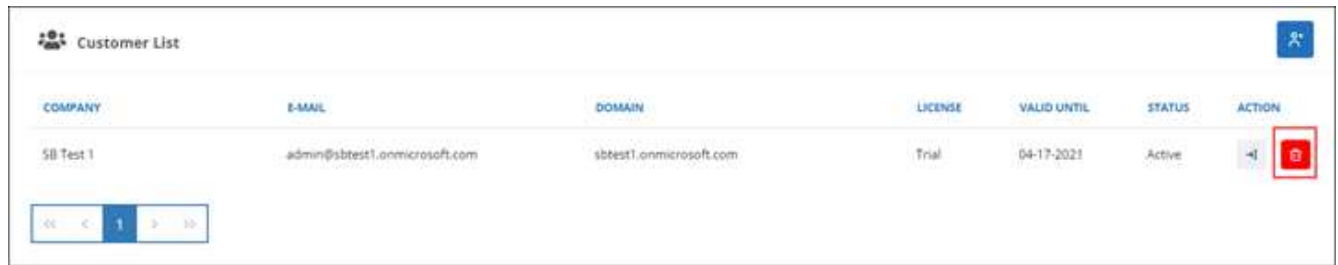 Customer List
COMPANY E-MAIL DOMAIN LICENSE VALID UNTIL STATUS ACTION
SB Test 1 admin@sbtest1.onmicrosoft.com sbtest1.onmicrosoft.com Trial 04-17-2021 Active
<< < 1 > >>